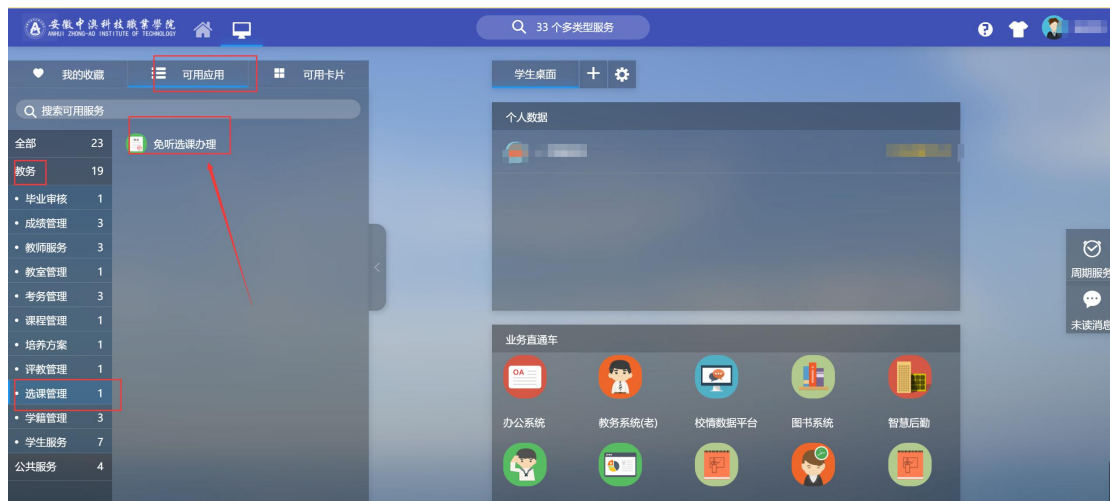 安徽中澳科技職業學院
ANHUI ZHONG-AO INSTITUTE OF TECHNOLOGY
33 个多类型服务
我的收藏
可用应用
可用卡片
搜索可用服务
全部 23
教务 19
• 毕业审核 1
• 成绩管理 3
• 教师服务 3
• 教室管理 1
• 考务管理 3
• 课程管理 1
• 培养方案 1
• 评教管理 1
• 选课管理 1
• 学籍管理 3
• 学生服务 7
公共服务 4
免听选课办理
学生桌面
个人数据
业务直通车
OA
办公系统
教务系统(老)
校情数据平台
图书系统
智慧后勤
周期服务
未读消息